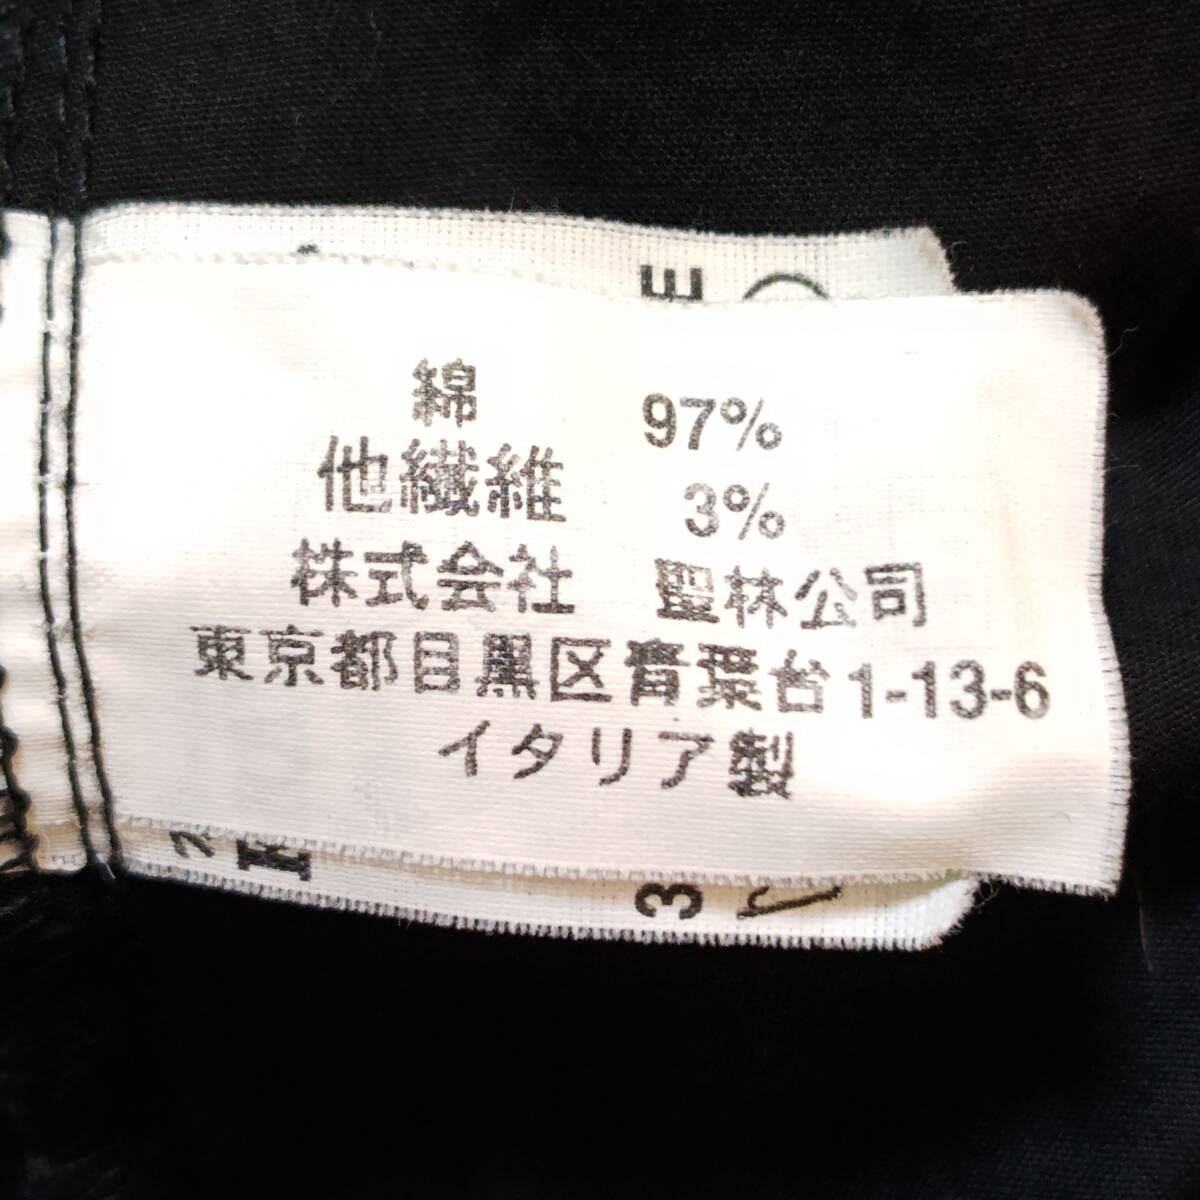 綿 97%
他繊維 3%
株式会社 聖林公司
東京都目黒区青葉台1-13-6
イタリア製
E
3